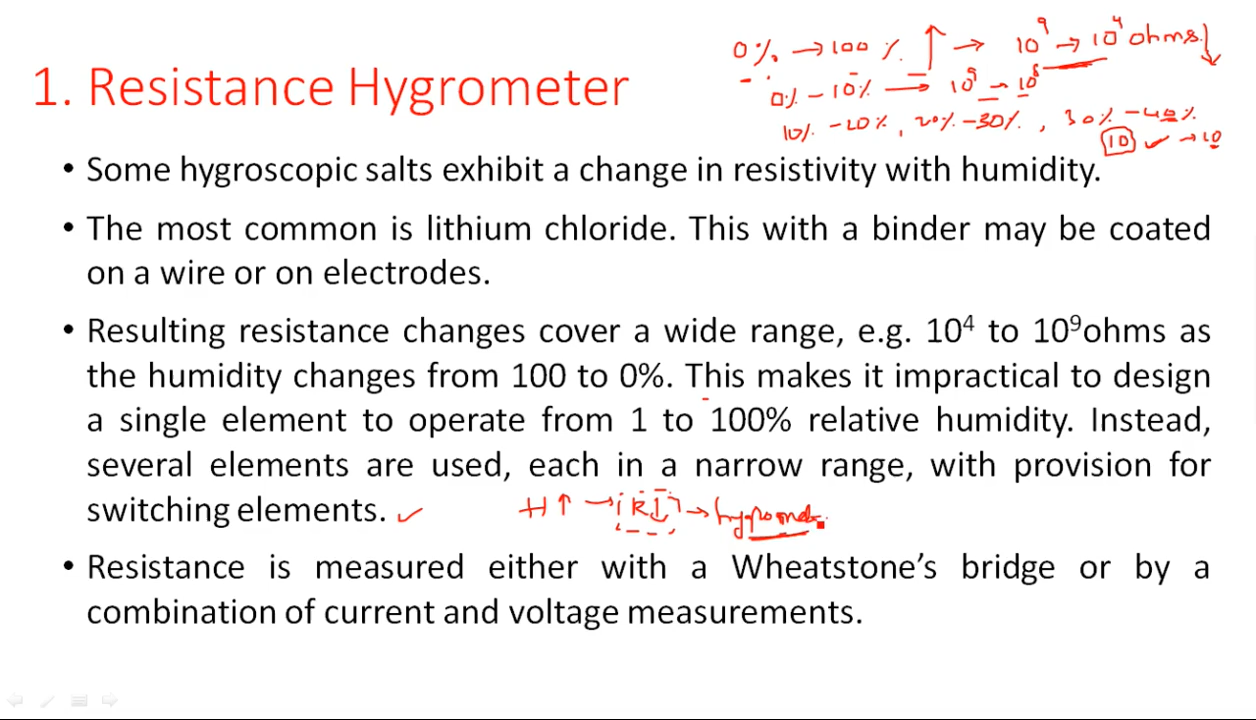 0% → 100 % ↑ → 10⁹ → 10⁴ ohms ↓
0% - 10% → 10⁹ → 10⁸
10% - 20% , 20% - 30% , 30% - 40%
10 ✓ → 10
1. Resistance Hygrometer
• Some hygroscopic salts exhibit a change in resistivity with humidity.
• The most common is lithium chloride. This with a binder may be coated
on a wire or on electrodes.
• Resulting resistance changes cover a wide range, e.g. 10⁴ to 10⁹ohms as
the humidity changes from 100 to 0%. This makes it impractical to design
a single element to operate from 1 to 100% relative humidity. Instead,
several elements are used, each in a narrow range, with provision for
switching elements. ✓
H ↑ → R ↓ →
• Resistance is measured either with a Wheatstone’s bridge or by a
combination of current and voltage measurements.